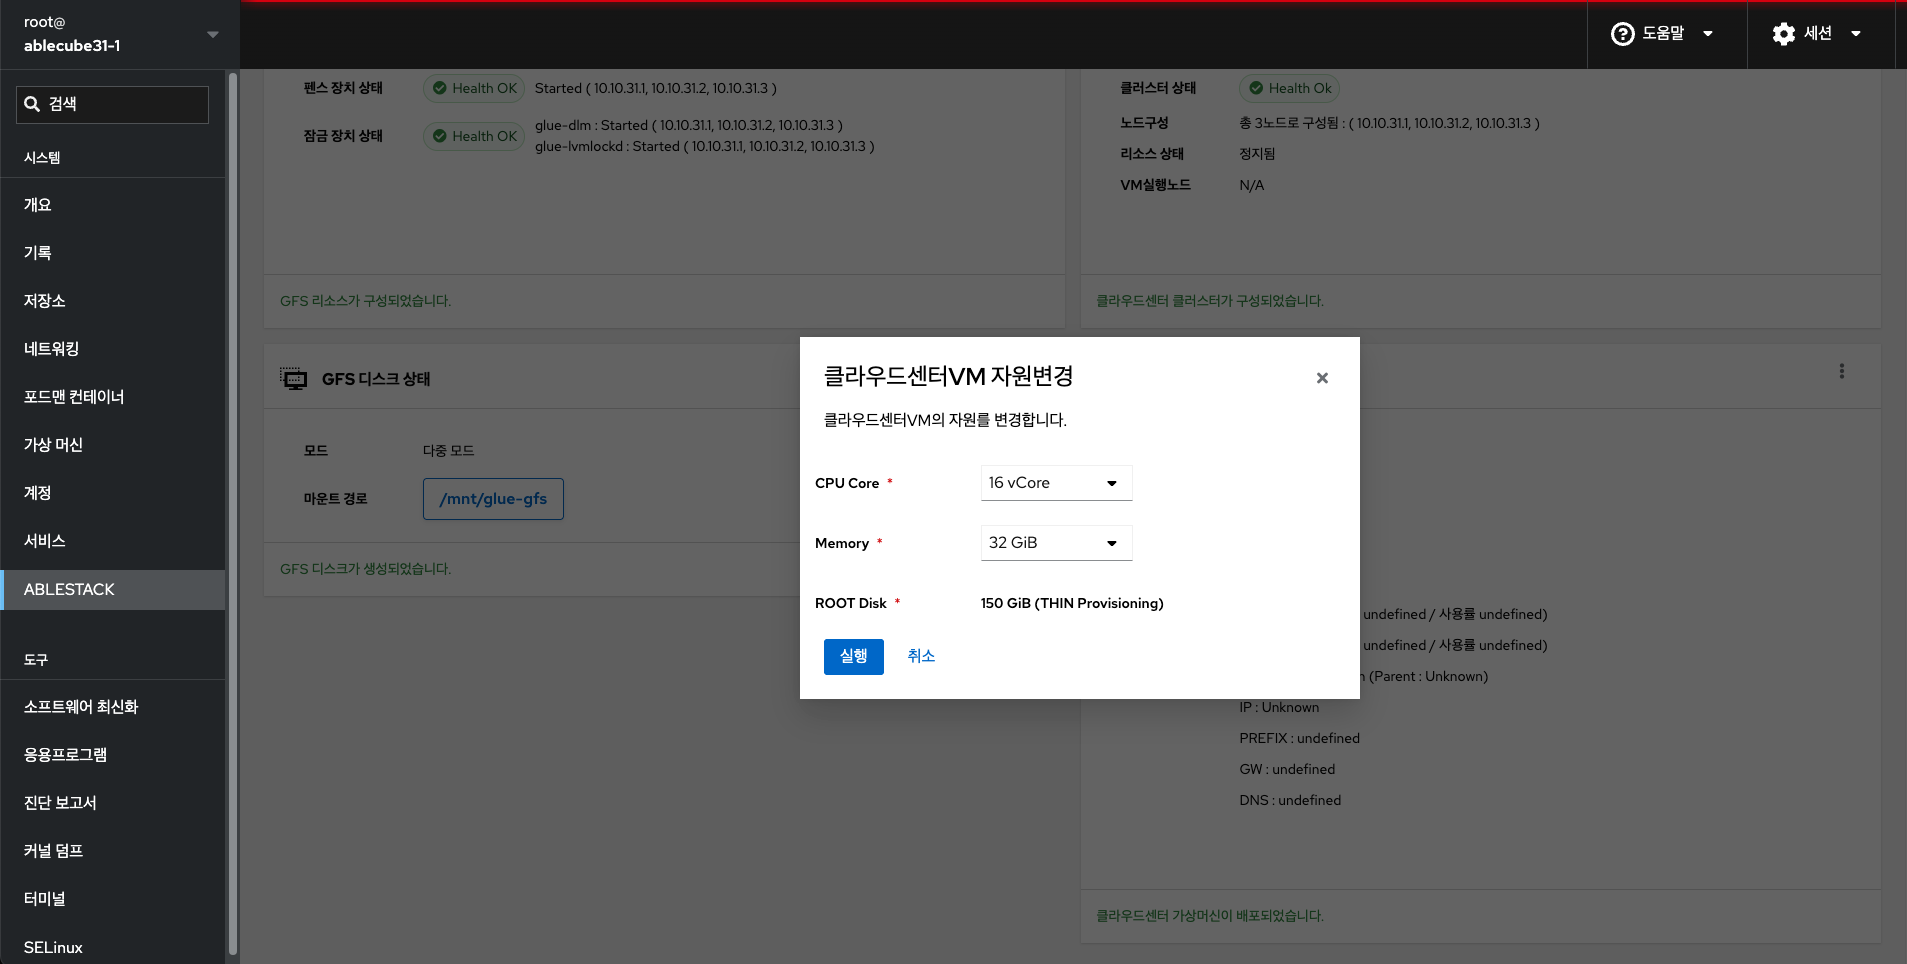 root@
ablecube31-1
도움말
세션
검색
시스템
개요
기록
저장소
네트워킹
포드맨 컨테이너
가상 머신
계정
서비스
ABLESTACK
도구
소프트웨어 최신화
응용프로그램
진단 보고서
커널 덤프
터미널
SELinux
펜스 장치 상태 Health OK Started ( 10.10.31.1, 10.10.31.2, 10.10.31.3 )
잠금 장치 상태 Health OK glue-dlm : Started ( 10.10.31.1, 10.10.31.2, 10.10.31.3 )
glue-lvmlockd : Started ( 10.10.31.1, 10.10.31.2, 10.10.31.3 )
GFS 리소스가 구성되었습니다.
클러스터 상태 Health Ok
노드구성 총 3노드로 구성됨 : ( 10.10.31.1, 10.10.31.2, 10.10.31.3 )
리소스 상태 정지됨
VM실행노드 N/A
클라우드센터 클러스터가 구성되었습니다.
GFS 디스크 상태
모드 다중 모드
마운트 경로 /mnt/glue-gfs
GFS 디스크가 생성되었습니다.
클라우드센터VM 자원변경
클라우드센터VM의 자원를 변경합니다.
CPU Core * 16 vCore
Memory * 32 GiB
ROOT Disk * 150 GiB (THIN Provisioning)
실행 취소
undefined / 사용률 undefined)
undefined / 사용률 undefined)
(Parent : Unknown)
IP : Unknown
PREFIX : undefined
GW : undefined
DNS : undefined
클라우드센터 가상머신이 배포되었습니다.